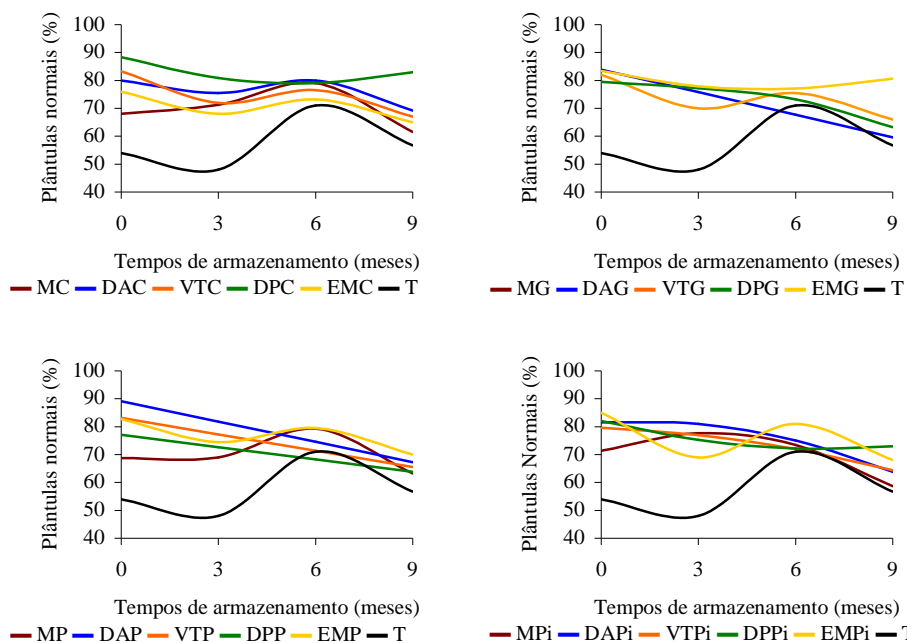 Plântulas normais (%)
100
90
80
70
60
50
40
0 3 6 9
Tempos de armazenamento (meses)
MC DAC VTC DPC EMC T
Plântulas normais (%)
100
90
80
70
60
50
40
0 3 6 9
Tempos de armazenamento (meses)
MG DAG VTG DPG EMG T
Plântulas normais (%)
100
90
80
70
60
50
40
0 3 6 9
Tempos de armazenamento (meses)
MP DAP VTP DPP EMP T
Plântulas Normais (%)
100
90
80
70
60
50
40
0 3 6 9
Tempos de armazenamento (meses)
MPi DAPi VTPi DPPi EMPi T